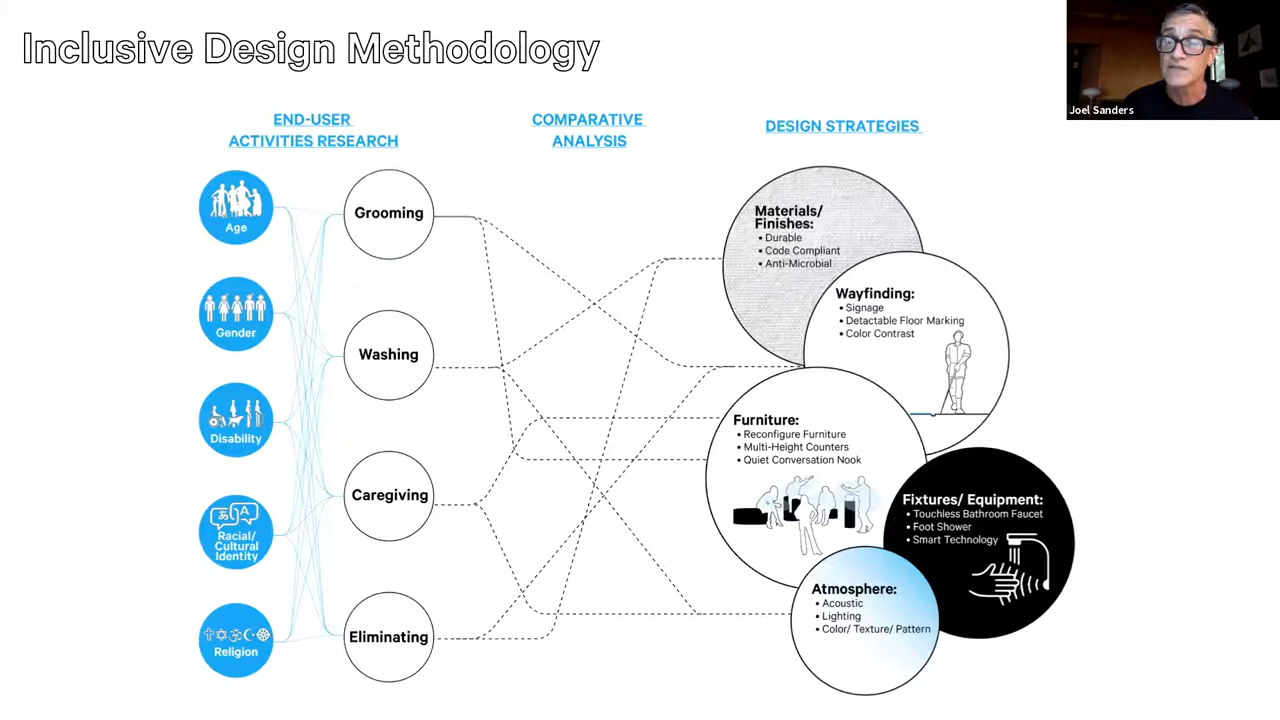 Inclusive Design Methodology
Joel Sanders
END-USER
ACTIVITIES RESEARCH
COMPARATIVE
ANALYSIS
DESIGN STRATEGIES
Age
Gender
Disability
Racial/
Cultural
Identity
Religion
Grooming
Washing
Caregiving
Eliminating
Materials/
Finishes:
• Durable
• Code Compliant
• Anti-Microbial
Wayfinding:
• Signage
• Detactable Floor Marking
• Color Contrast
Furniture:
• Reconfigure Furniture
• Multi-Height Counters
• Quiet Conversation Nook
Fixtures/ Equipment:
• Touchless Bathroom Faucet
• Foot Shower
• Smart Technology
Atmosphere:
• Acoustic
• Lighting
• Color/ Texture/ Pattern